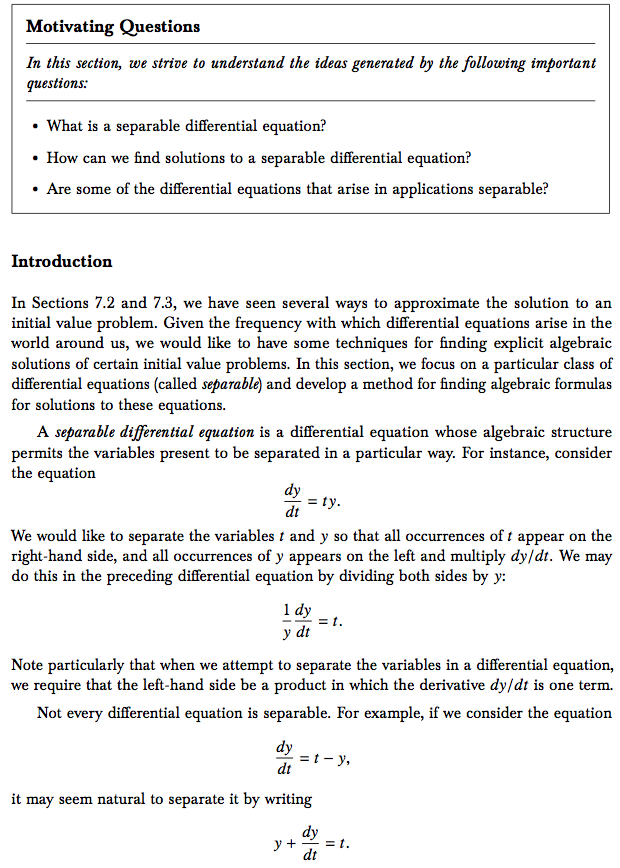 Motivating Questions
In this section, we strive to understand the ideas generated by the following important
questions:
• What is a separable differential equation?
• How can we find solutions to a separable differential equation?
• Are some of the differential equations that arise in applications separable?
Introduction
In Sections 7.2 and 7.3, we have seen several ways to approximate the solution to an
initial value problem. Given the frequency with which differential equations arise in the
world around us, we would like to have some techniques for finding explicit algebraic
solutions of certain initial value problems. In this section, we focus on a particular class of
differential equations (called separable) and develop a method for finding algebraic formulas
for solutions to these equations.
A separable differential equation is a differential equation whose algebraic structure
permits the variables present to be separated in a particular way. For instance, consider
the equation
dy/dt = ty.
We would like to separate the variables t and y so that all occurrences of t appear on the
right-hand side, and all occurrences of y appears on the left and multiply dy/dt. We may
do this in the preceding differential equation by dividing both sides by y:
1/y dy/dt = t.
Note particularly that when we attempt to separate the variables in a differential equation,
we require that the left-hand side be a product in which the derivative dy/dt is one term.
Not every differential equation is separable. For example, if we consider the equation
dy/dt = t − y,
it may seem natural to separate it by writing
y + dy/dt = t.